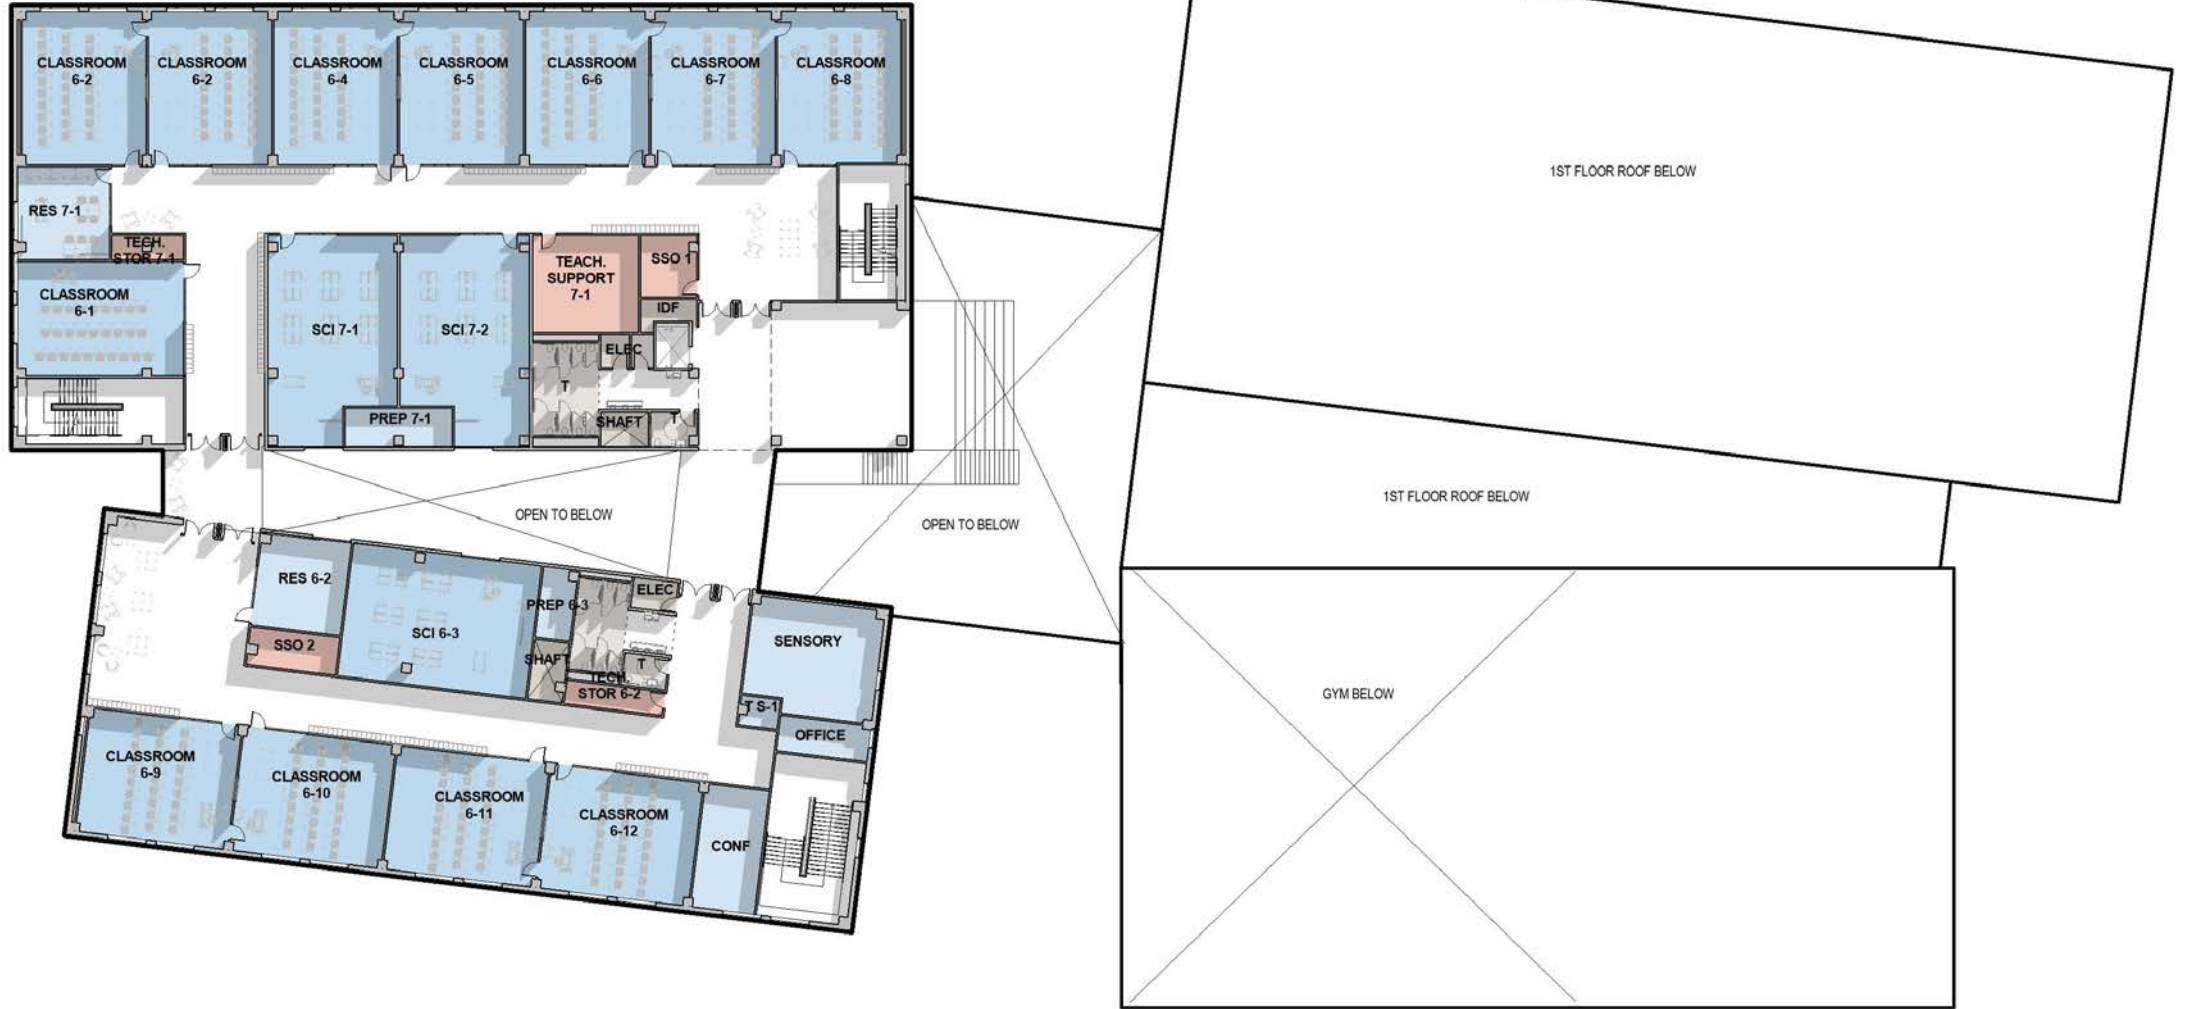 CLASSROOM
6-2
CLASSROOM
6-2
CLASSROOM
6-4
CLASSROOM
6-5
CLASSROOM
6-6
CLASSROOM
6-7
CLASSROOM
6-8
1ST FLOOR ROOF BELOW
RES 7-1
TECH.
STOR 7-1
CLASSROOM
6-1
SCI 7-1
SCI 7-2
TEACH.
SUPPORT
7-1
SSO 1
IDF
ELEC
T
SHAFT
T
PREP 7-1
OPEN TO BELOW
OPEN TO BELOW
1ST FLOOR ROOF BELOW
RES 6-2
SSO 2
SCI 6-3
PREP 6-3
ELEC
SHAFT
T
TECH.
STOR 6-2
SENSORY
T S-1
OFFICE
GYM BELOW
CLASSROOM
6-9
CLASSROOM
6-10
CLASSROOM
6-11
CLASSROOM
6-12
CONF